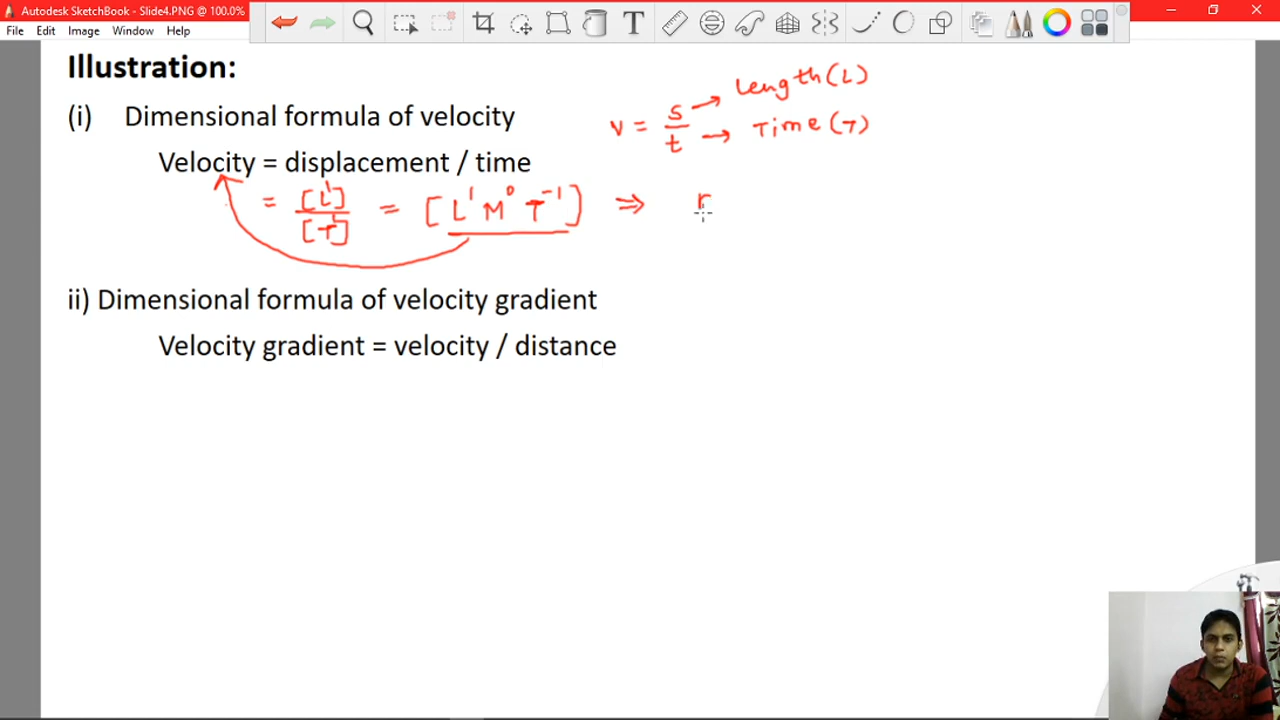 Autodesk SketchBook - Slide4.PNG @ 100.0%
File Edit Image Window Help
Illustration:
(i) Dimensional formula of velocity
v = s/t → Length (L) → Time (T)
Velocity = displacement / time
= [L¹]/[T¹] = [L¹ M⁰ T⁻¹] ⇒ r
ii) Dimensional formula of velocity gradient
Velocity gradient = velocity / distance